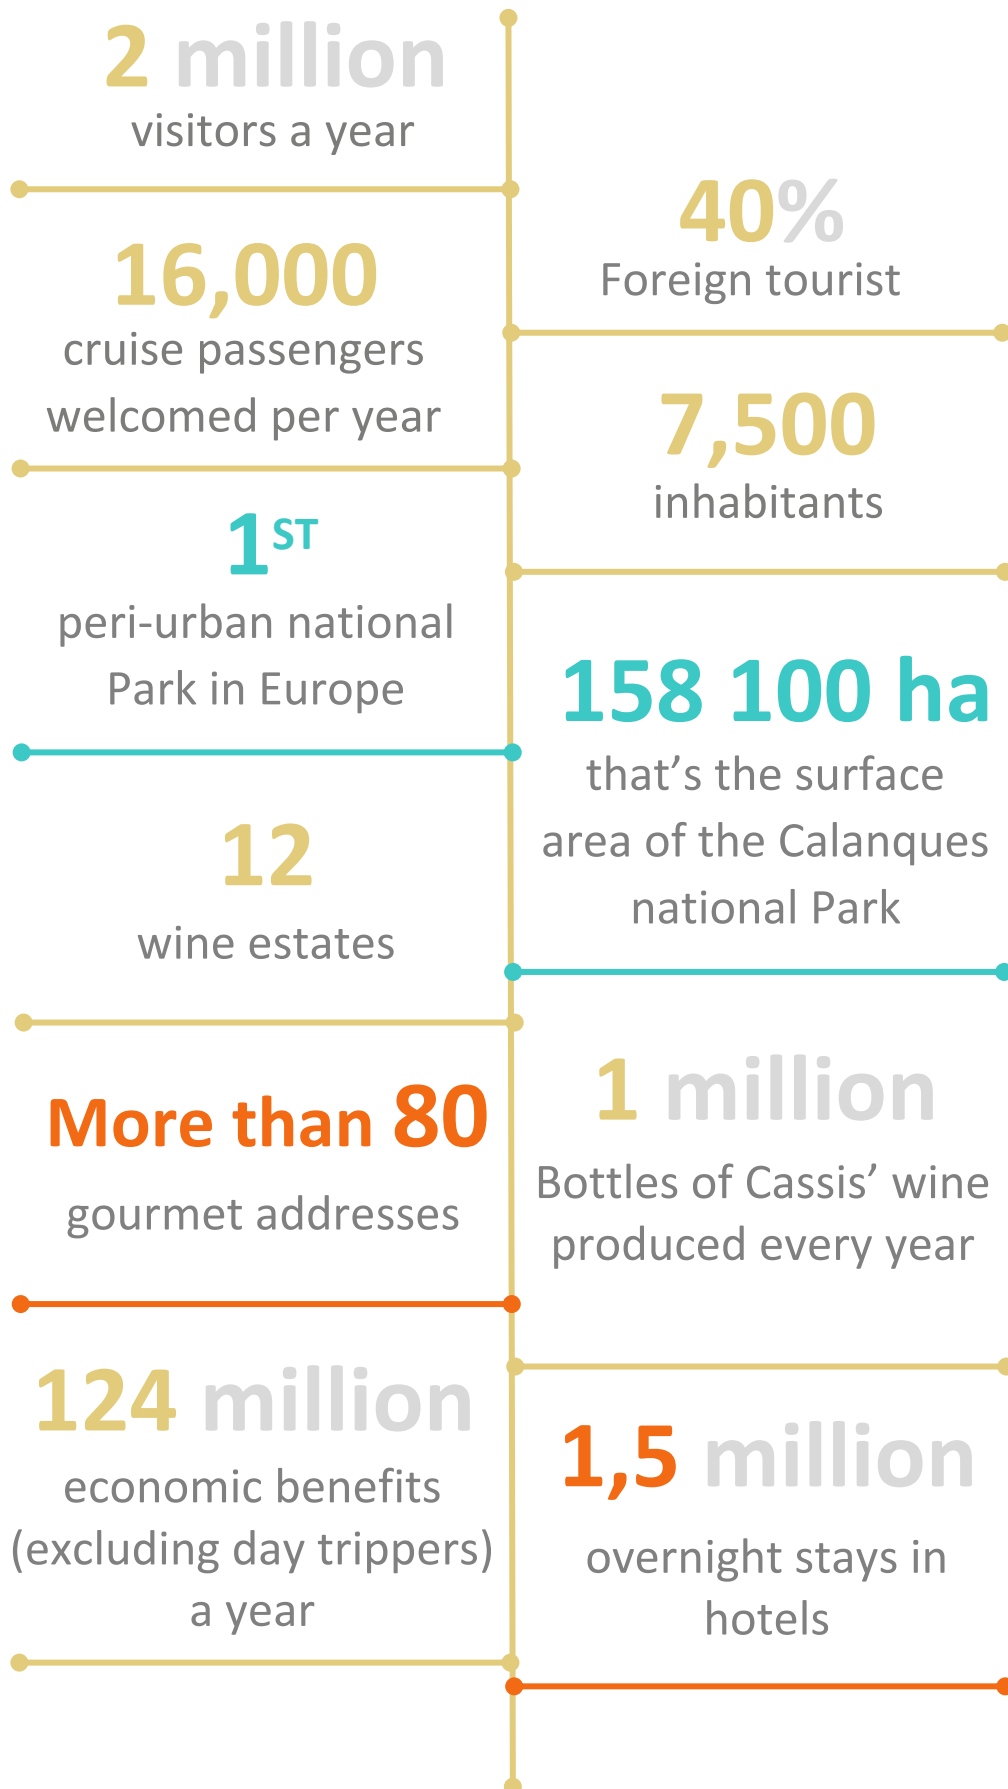 2 million
visitors a year
40%
Foreign tourist
16,000
cruise passengers
welcomed per year
7,500
inhabitants
1ST
peri-urban national
Park in Europe
158 100 ha
that's the surface
area of the Calanques
national Park
12
wine estates
1 million
Bottles of Cassis' wine
produced every year
More than 80
gourmet addresses
124 million
economic benefits
(excluding day trippers)
a year
1,5 million
overnight stays in
hotels